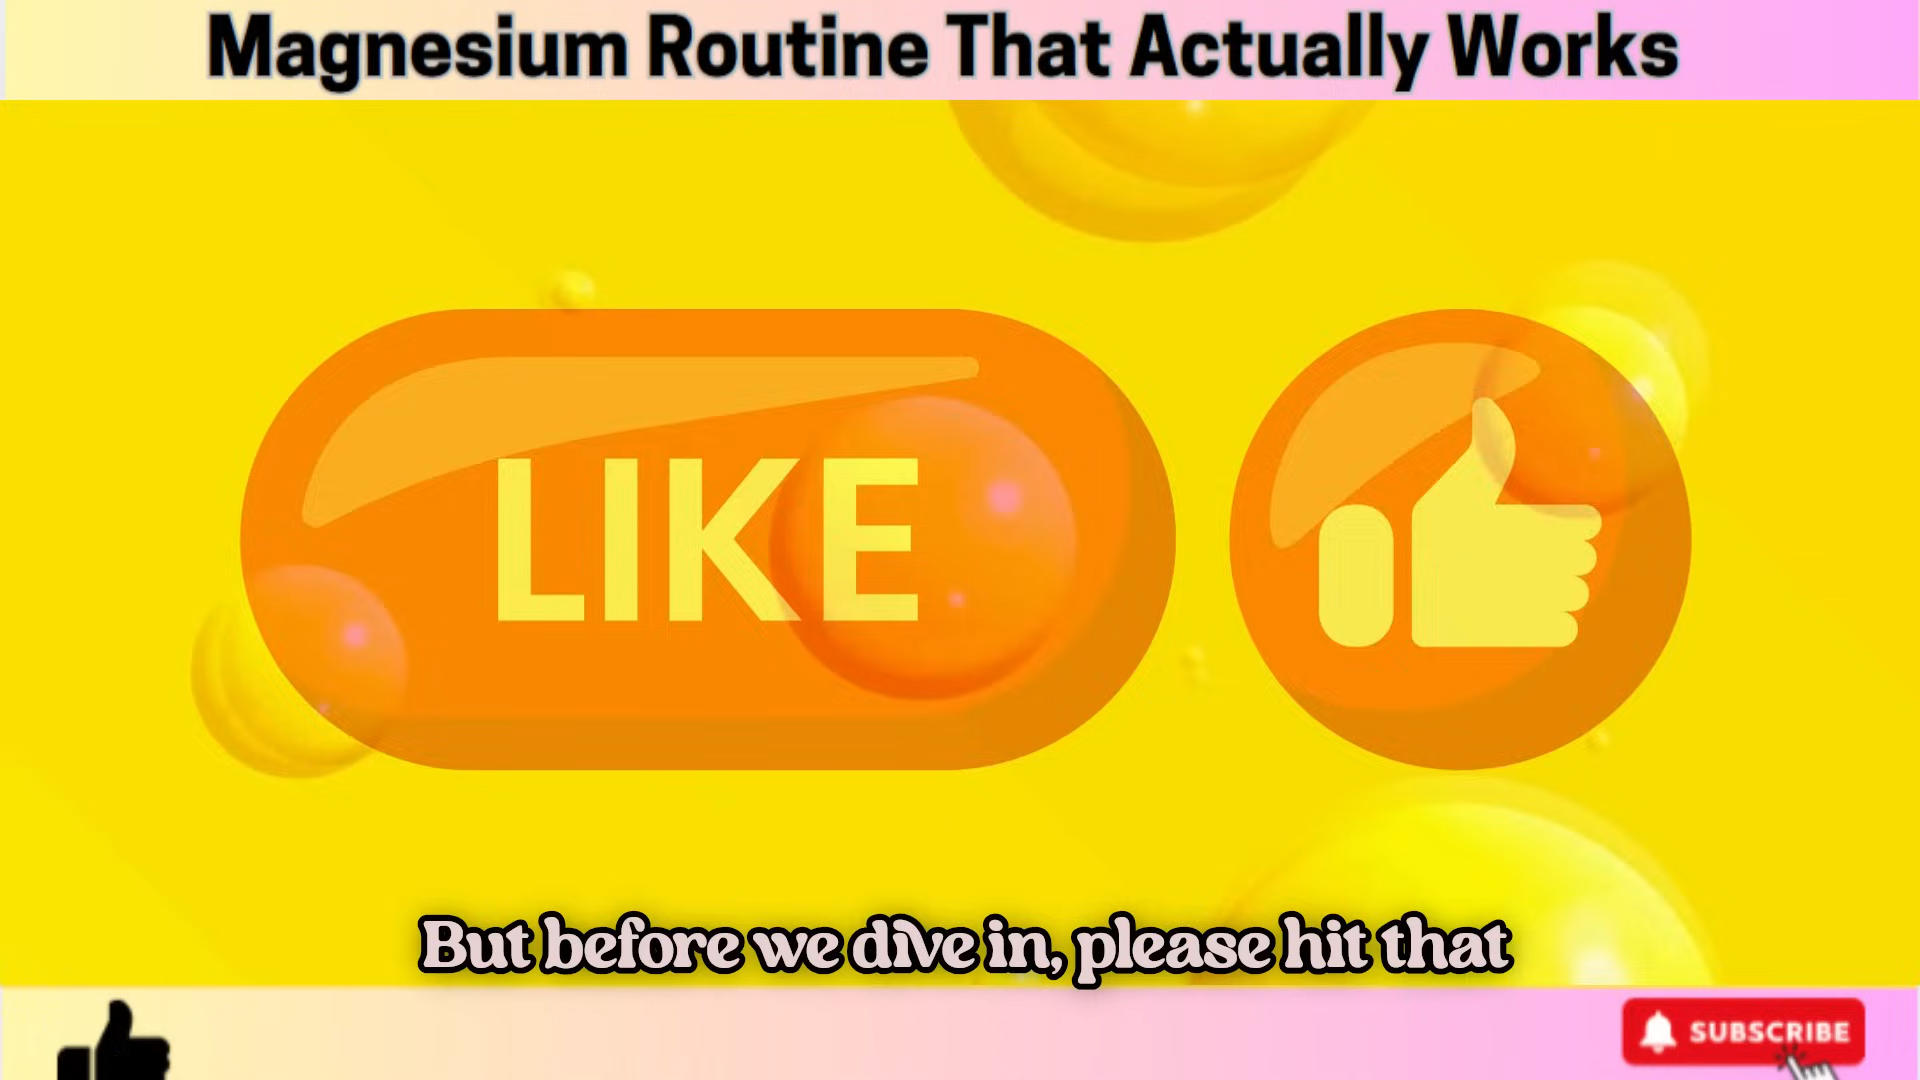 Magnesium Routine That Actually Works
LIKE
But before we dive in, please hit that
SUBSCRIBE